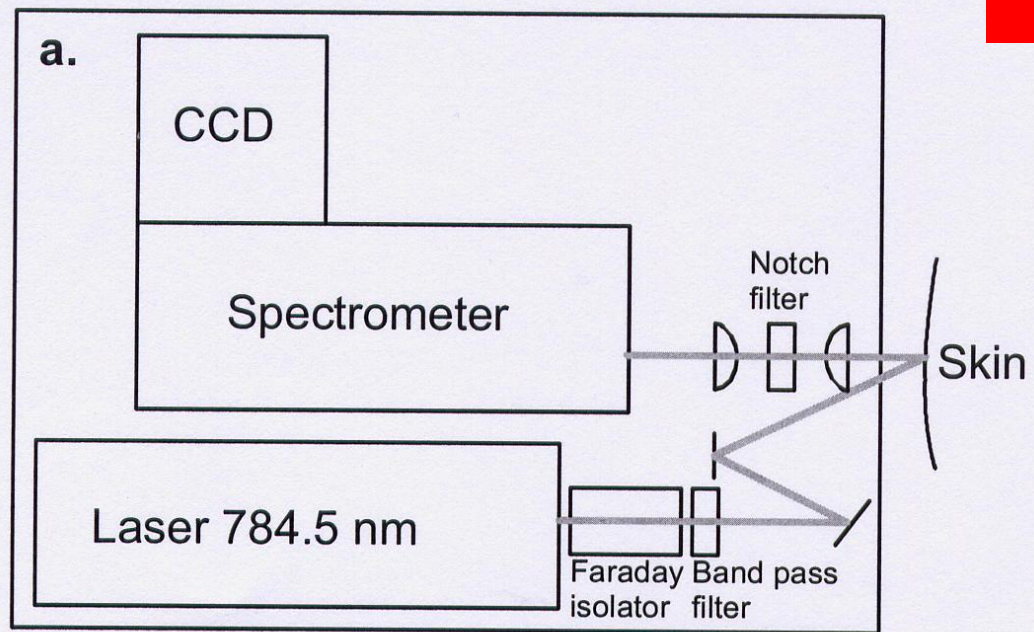 a.
CCD
Spectrometer
Notch
filter
Skin
Laser 784.5 nm
Faraday
isolator
Band pass
filter